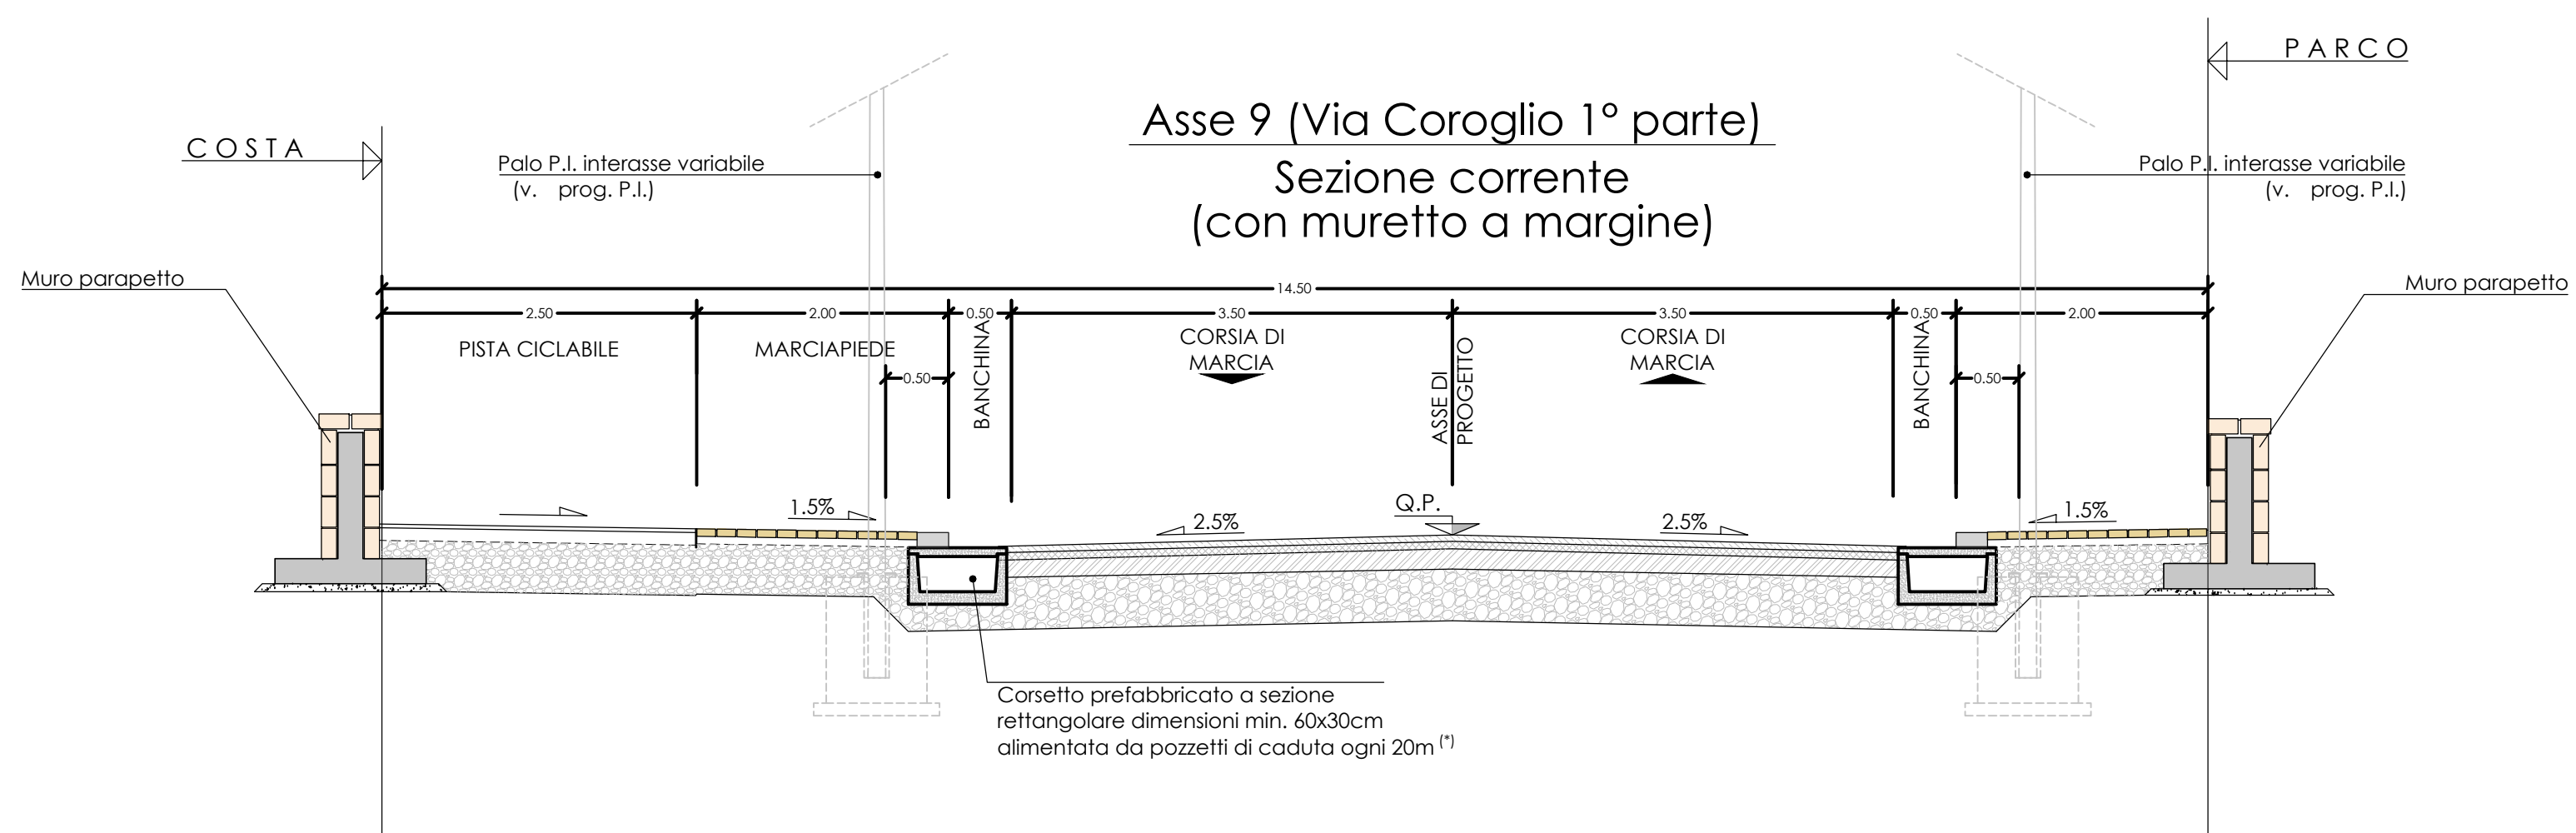 PARCO
Asse 9 (Via Coroglio 1° parte)
COSTA
Palo P.I. interasse variabile
(v. prog. P.I.)
Palo P.I. interasse variabile
(v. prog. P.I.)
Sezione corrente
(con muretto a margine)
Muro parapetto
Muro parapetto
14.50
2.50
2.00
0.50
3.50
3.50
0.50
2.00
PISTA CICLABILE
MARCIAPIEDE
BANCHINA
CORSIA DI
MARCIA
ASSE DI
PROGETTO
CORSIA DI
MARCIA
BANCHINA
0.50
0.50
1.5%
2.5%
Q.P.
2.5%
1.5%
Corsetto prefabbricato a sezione
rettangolare dimensioni min. 60x30cm
alimentata da pozzetti di caduta ogni 20m (*)